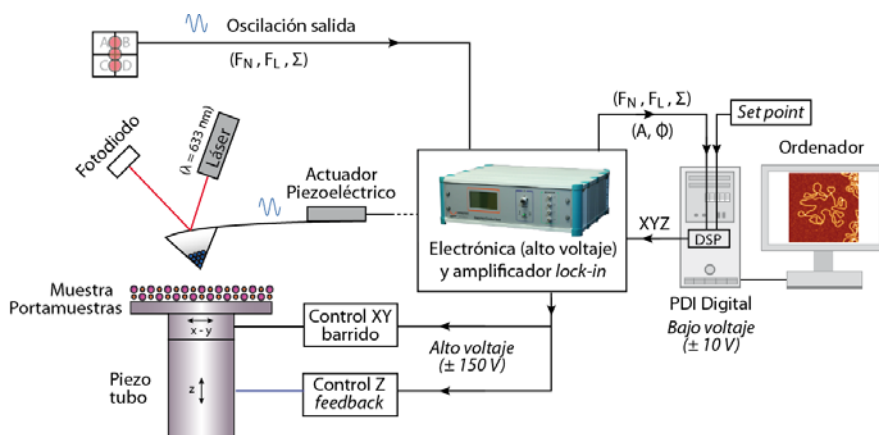 A B
C D
Oscilación salida
(F_N , F_L , Σ)
Fotodiodo
(λ = 633 nm)
Láser
Actuador
Piezoeléctrico
(F_N , F_L , Σ)
(A, Φ)
Set point
Ordenador
Electrónica (alto voltaje)
y amplificador lock-in
XYZ
DSP
PDI Digital
Bajo voltaje
(± 10 V)
Muestra
Portamuestras
x - y
Control XY
barrido
Alto voltaje
(± 150 V)
Piezo
tubo
z
Control Z
feedback